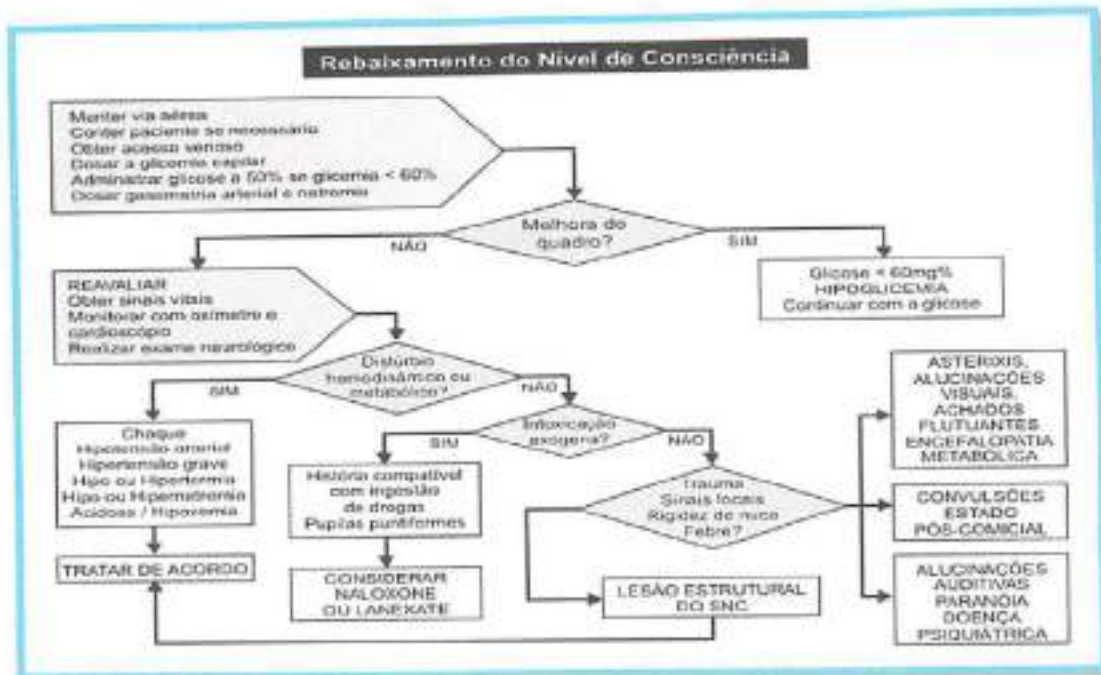 Rebaixamento do Nível de Consciência
Manter via aérea
Conter paciente se necessário
Obter acesso venoso
Dosar a glicemia capilar
Administrar glicose a 50% se glicemia < 60%
Dosar gasometria arterial e natremia
Melhora do
quadro?
NÃO
SIM
Glicose < 60mg%
HIPOGLICEMIA
Continuar com a glicose
REAVALIAR
Obter sinais vitais
Monitorar com oxímetro e
cardioscópio
Realizar exame neurológico
Distúrbio
hemodinâmico ou
metabólico?
SIM
NÃO
Choque
Hipotensão arterial
Hipertensão grave
Hipo ou Hipertermia
Hipo ou Hipernatremia
Acidose / Hipoxemia
TRATAR DE ACORDO
Intoxicação
exógena?
SIM
NÃO
História compatível
com ingestão
de drogas
Pupilas puntiformes
CONSIDERAR
NALOXONE
OU LANEXATE
Trauma
Sinais locais
Rigidez de nuca
Febre?
LESÃO ESTRUTURAL
DO SNC
ASTERIXIS,
ALUCINAÇÕES
VISUAIS,
ACHADOS
FLUTUANTES
ENCEFALOPATIA
METABÓLICA
CONVULSÕES
ESTADO
PÓS-COMICIAL
ALUCINAÇÕES
AUDITIVAS
PARANOIA
DOENÇA
PSIQUIÁTRICA